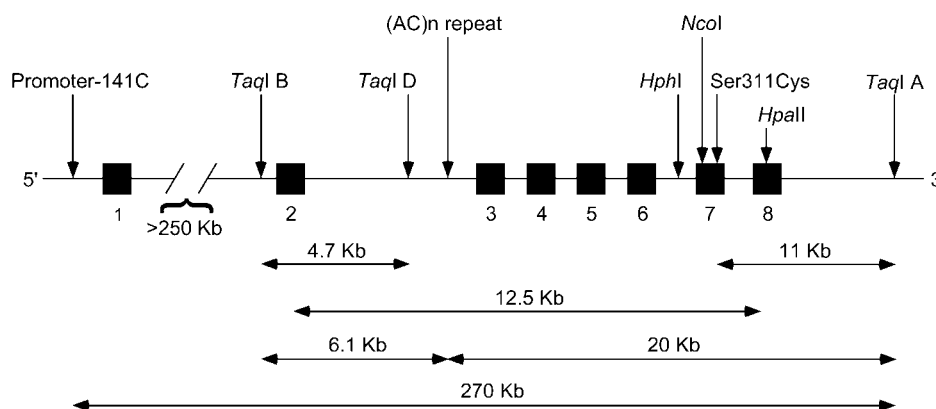 (AC)n repeat
NcoI
Promoter-141C
TaqI B
TaqI D
HphI
Ser311Cys
TaqI A
HpaII
5'
3'
1
2
3
4
5
6
7
8
>250 Kb
4.7 Kb
11 Kb
12.5 Kb
6.1 Kb
20 Kb
270 Kb